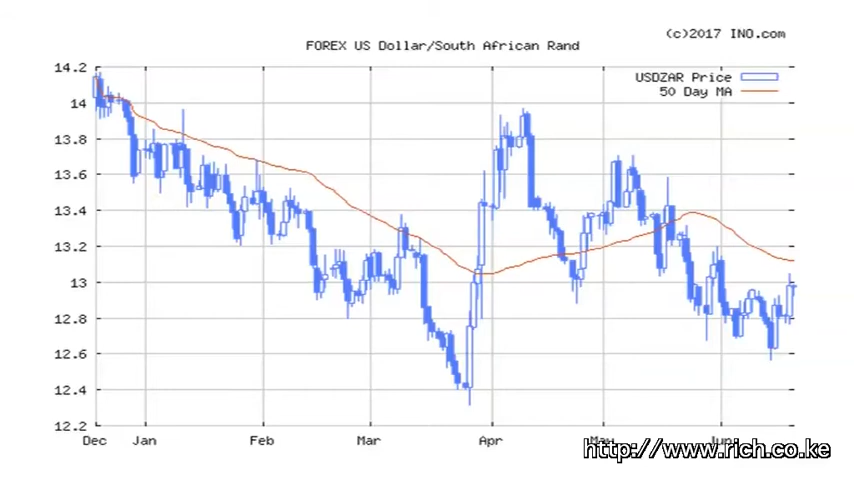 (c)2017 INO.com
FOREX US Dollar/South African Rand
USDZAR Price
50 Day MA
14.2
14
13.8
13.6
13.4
13.2
13
12.8
12.6
12.4
12.2
Dec Jan Feb Mar Apr May Jun
http://www.rich.co.ke